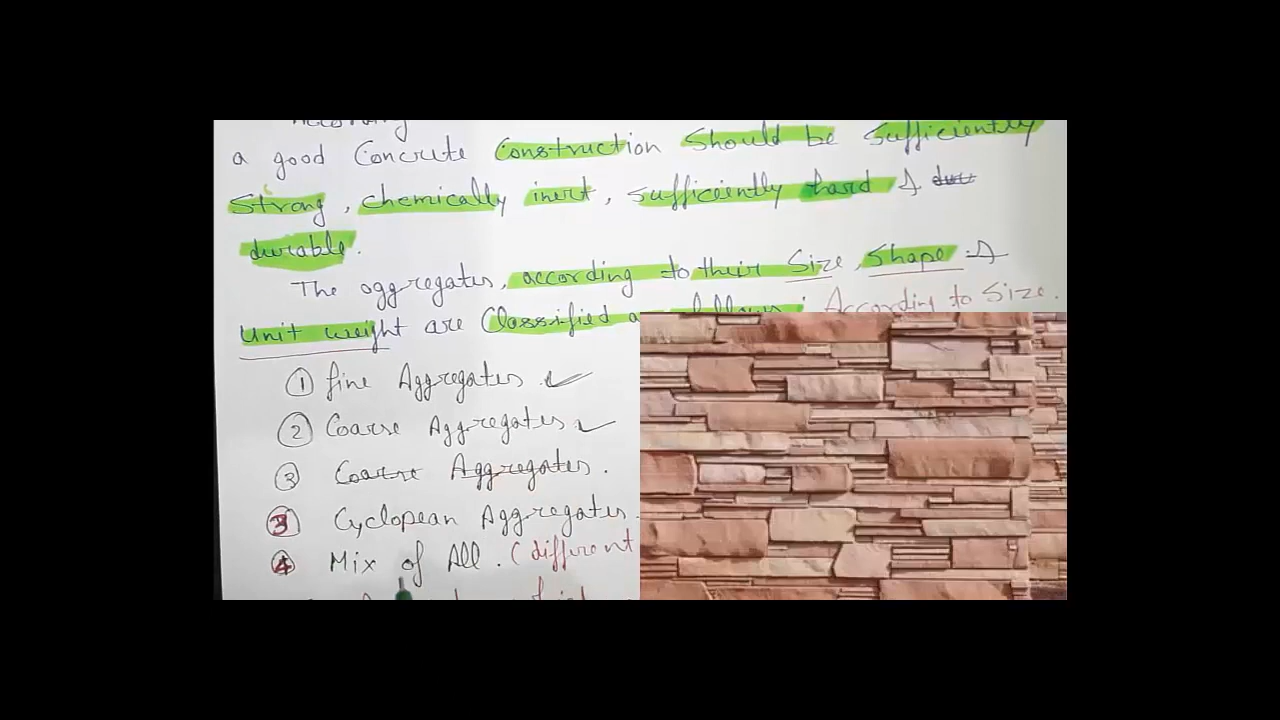 a good Concrete Construction Should be Sufficiently
Strong, chemically inert, Sufficiently hard &
durable.
The aggregates, according to their Size, Shape &
Unit weight are Classified as follows: According to Size.
① fine Aggregates
② Coarse Aggregates
③ Coarse Aggregates.
③ Cyclopean Aggregates.
④ Mix of All. (different